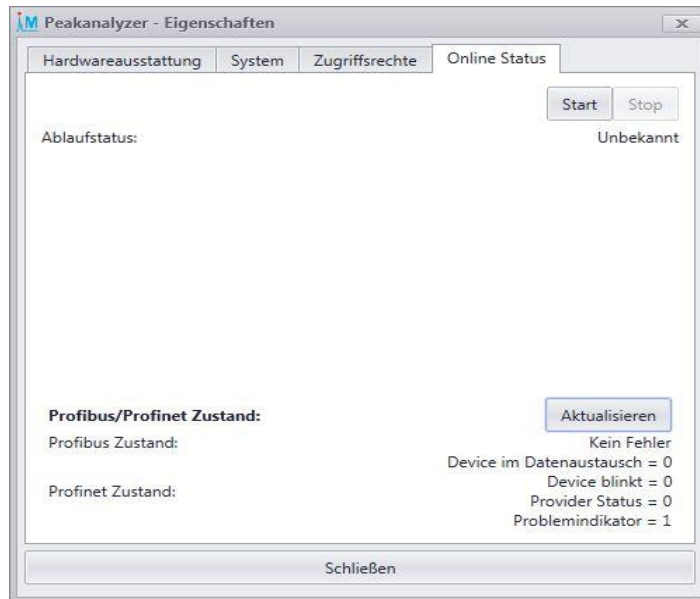 iM Peakanalyzer - Eigenschaften
Hardwareausstattung System Zugriffsrechte Online Status
Start Stop
Ablaufstatus: Unbekannt
Profibus/Profinet Zustand: Aktualisieren
Profibus Zustand: Kein Fehler
Device im Datenaustausch = 0
Device blinkt = 0
Profinet Zustand:
Provider Status = 0
Problemindikator = 1
Schließen